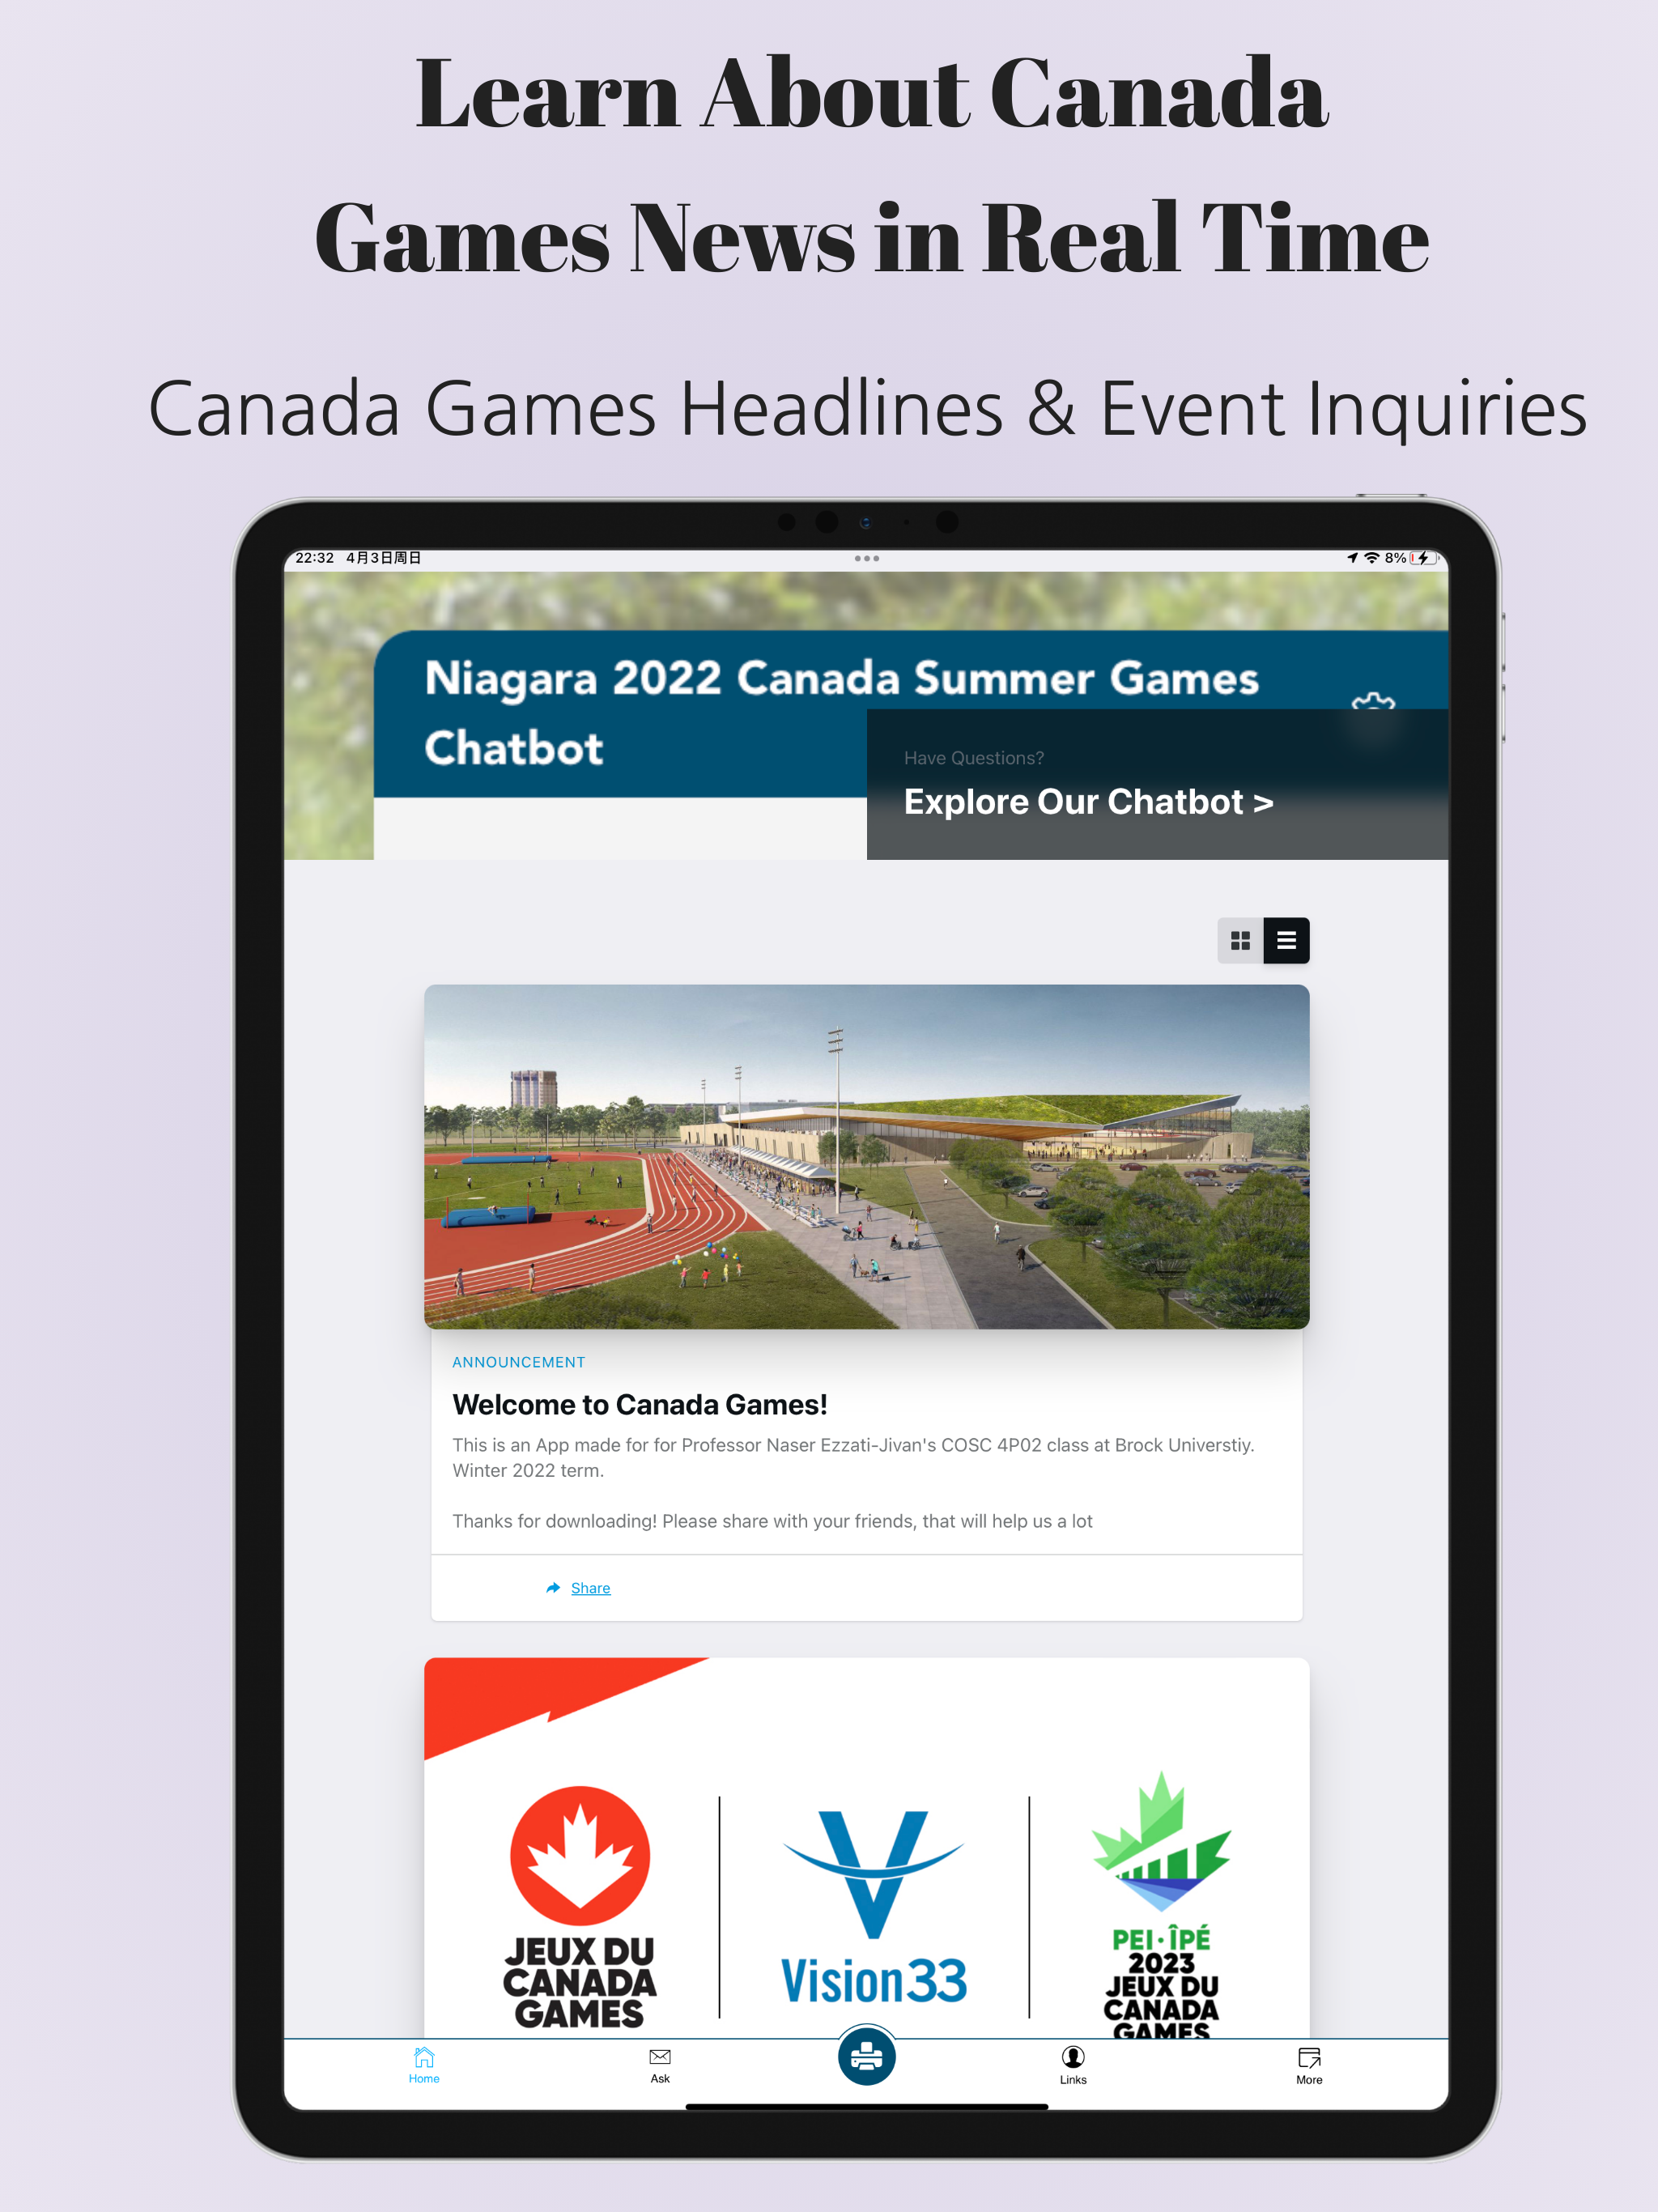 Learn About Canada
Games News in Real Time
Canada Games Headlines & Event Inquiries
22:32 4月3日周日
8%
Niagara 2022 Canada Summer Games
Chatbot
Have Questions?
Explore Our Chatbot >
ANNOUNCEMENT
Welcome to Canada Games!
This is an App made for for Professor Naser Ezzati-Jivan's COSC 4P02 class at Brock Universtiy.
Winter 2022 term.
Thanks for downloading! Please share with your friends, that will help us a lot
Share
JEUX DU
CANADA
GAMES
Vision33
PEI·ÎPÉ
2023
JEUX DU
CANADA
GAMES
Home
Ask
Links
More